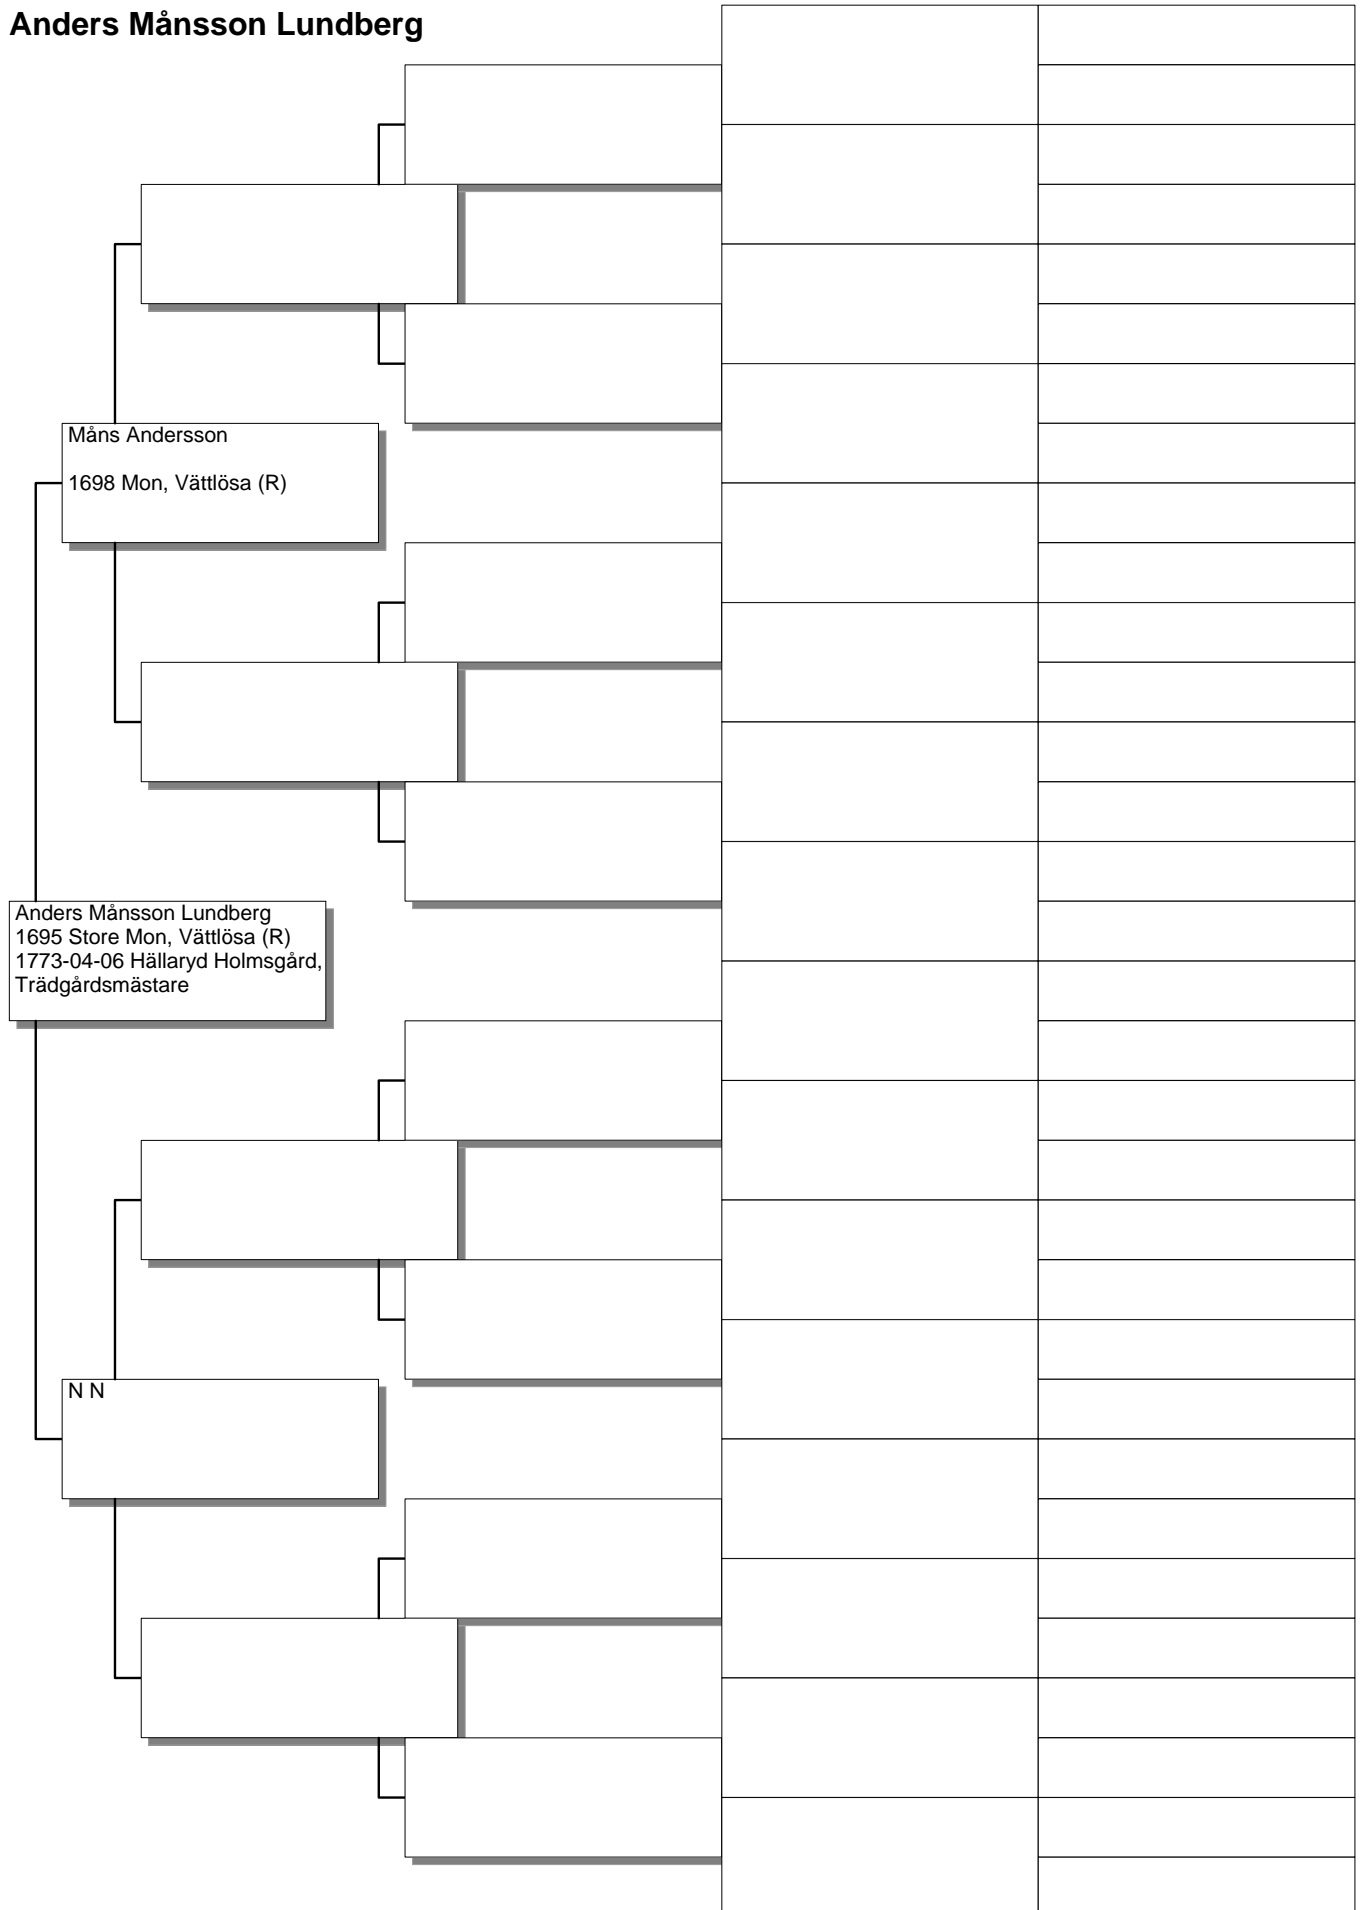 Anders Månsson Lundberg
Måns Andersson
1698 Mon, Vättlösa (R)
Anders Månsson Lundberg
1695 Store Mon, Vättlösa (R)
1773-04-06 Hällaryd Holmsgård,
Trädgårdsmästare
N N